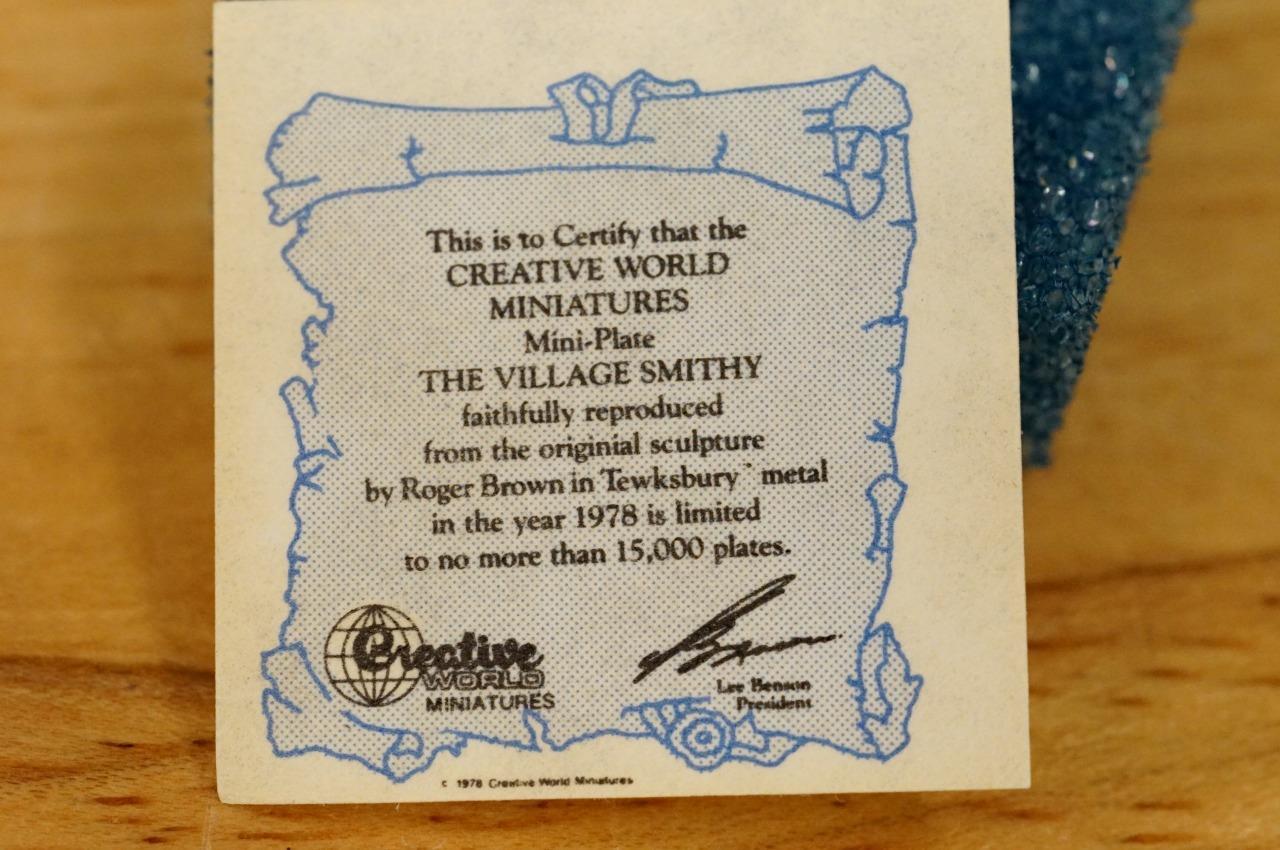 This is to Certify that the
CREATIVE WORLD
MINIATURES
Mini-Plate
THE VILLAGE SMITHY
faithfully reproduced
from the originial sculpture
by Roger Brown in Tewksbury metal
in the year 1978 is limited
to no more than 15,000 plates.
Creative
WORLD
MINIATURES
Lee Benson
President
c 1978 Creative World Miniatures